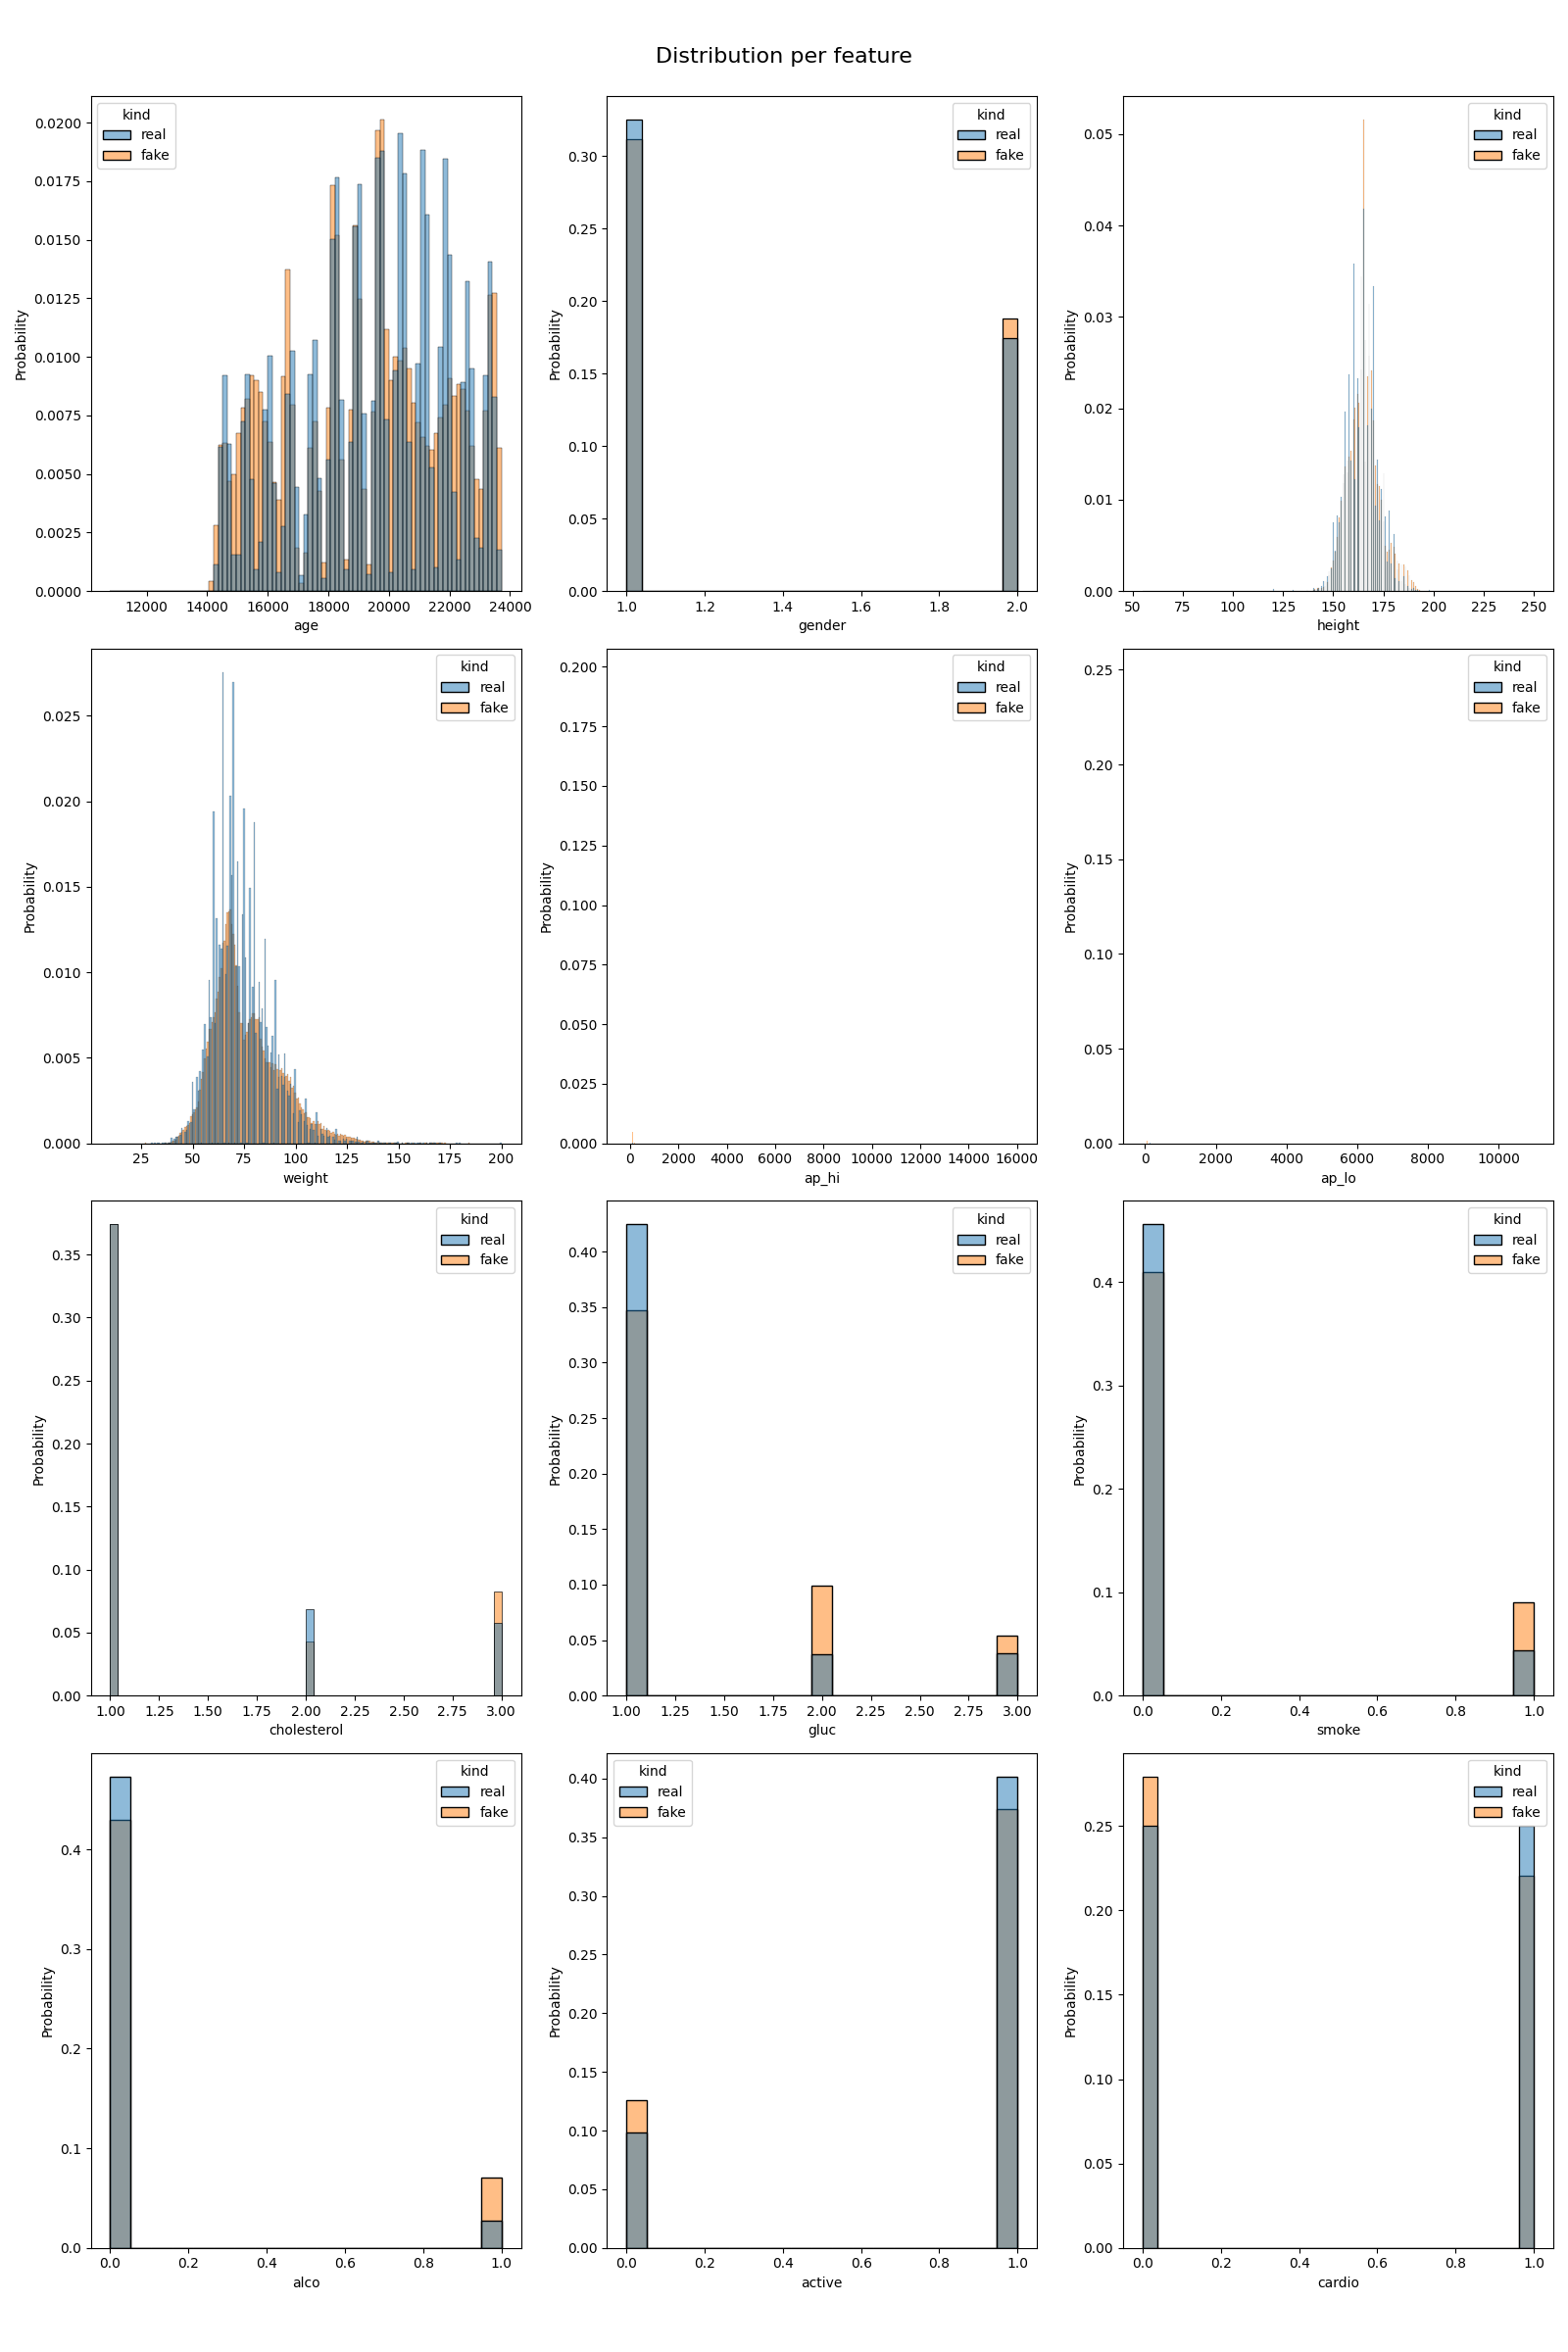 Distribution per feature
kind
real
fake
Probability
0.0200
0.0175
0.0150
0.0125
0.0100
0.0075
0.0050
0.0025
0.0000
12000 14000 16000 18000 20000 22000 24000
age
kind
real
fake
Probability
0.30
0.25
0.20
0.15
0.10
0.05
0.00
1.0 1.2 1.4 1.6 1.8 2.0
gender
kind
real
fake
Probability
0.05
0.04
0.03
0.02
0.01
0.00
50 75 100 125 150 175 200 225 250
height
kind
real
fake
Probability
0.025
0.020
0.015
0.010
0.005
0.000
25 50 75 100 125 150 175 200
weight
kind
real
fake
Probability
0.200
0.175
0.150
0.125
0.100
0.075
0.050
0.025
0.000
0 2000 4000 6000 8000 10000 12000 14000 16000
ap_hi
kind
real
fake
Probability
0.25
0.20
0.15
0.10
0.05
0.00
0 2000 4000 6000 8000 10000
ap_lo
kind
real
fake
Probability
0.35
0.30
0.25
0.20
0.15
0.10
0.05
0.00
1.00 1.25 1.50 1.75 2.00 2.25 2.50 2.75 3.00
cholesterol
kind
real
fake
Probability
0.40
0.35
0.30
0.25
0.20
0.15
0.10
0.05
0.00
1.00 1.25 1.50 1.75 2.00 2.25 2.50 2.75 3.00
gluc
kind
real
fake
Probability
0.4
0.3
0.2
0.1
0.0
0.0 0.2 0.4 0.6 0.8 1.0
smoke
kind
real
fake
Probability
0.4
0.3
0.2
0.1
0.0
0.0 0.2 0.4 0.6 0.8 1.0
alco
kind
real
fake
Probability
0.40
0.35
0.30
0.25
0.20
0.15
0.10
0.05
0.00
0.0 0.2 0.4 0.6 0.8 1.0
active
kind
real
fake
Probability
0.25
0.20
0.15
0.10
0.05
0.00
0.0 0.2 0.4 0.6 0.8 1.0
cardio